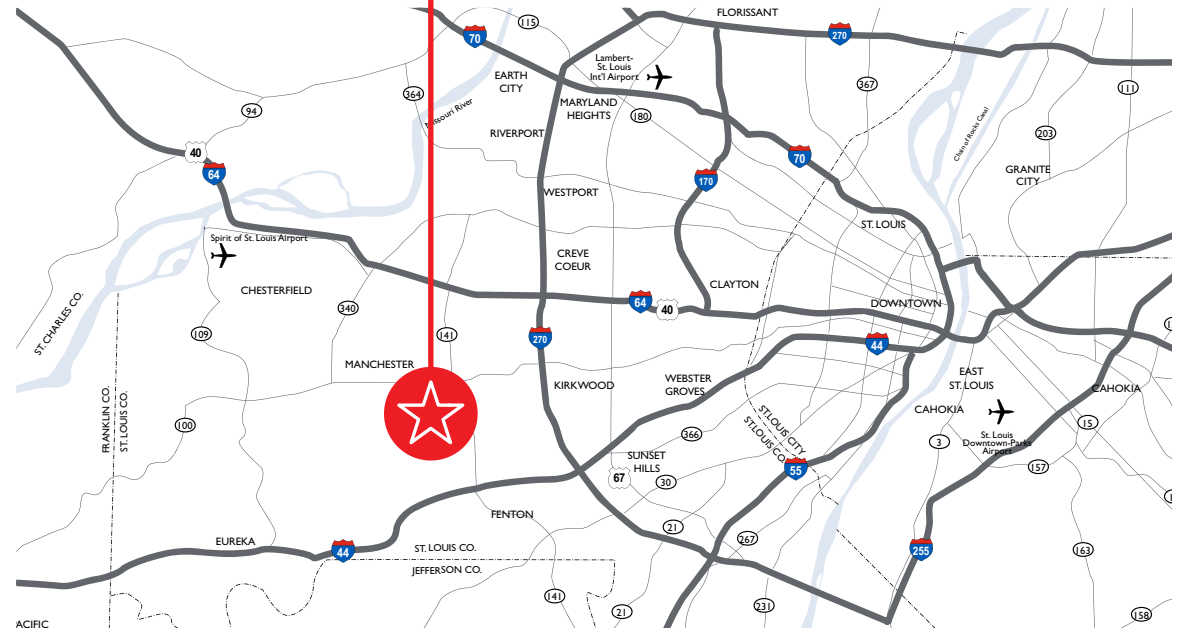 FLORISSANT
115
70
270
Lambert-
St. Louis
Int'l Airport
EARTH
CITY
364
367
111
94
MARYLAND
HEIGHTS
180
Missouri River
RIVERPORT
203
Chain of Rocks Canal
40
64
70
GRANITE
CITY
170
WESTPORT
ST. LOUIS
Spirit of St. Louis Airport
CREVE
COEUR
CHESTERFIELD
CLAYTON
ST. CHARLES CO.
340
64
40
DOWNTOWN
109
141
270
44
MANCHESTER
KIRKWOOD
WEBSTER
GROVES
EAST
ST. LOUIS
CAHOKIA
FRANKLIN CO.
ST. LOUIS CO.
100
366
ST.LOUIS CITY
ST.LOUIS CO.
CAHOKIA
3
15
St. Louis
Downtown-Parks
Airport
SUNSET
HILLS
67
30
55
157
FENTON
21
267
EUREKA
44
ST. LOUIS CO.
JEFFERSON CO.
255
163
141
21
231
158
ACIFIC